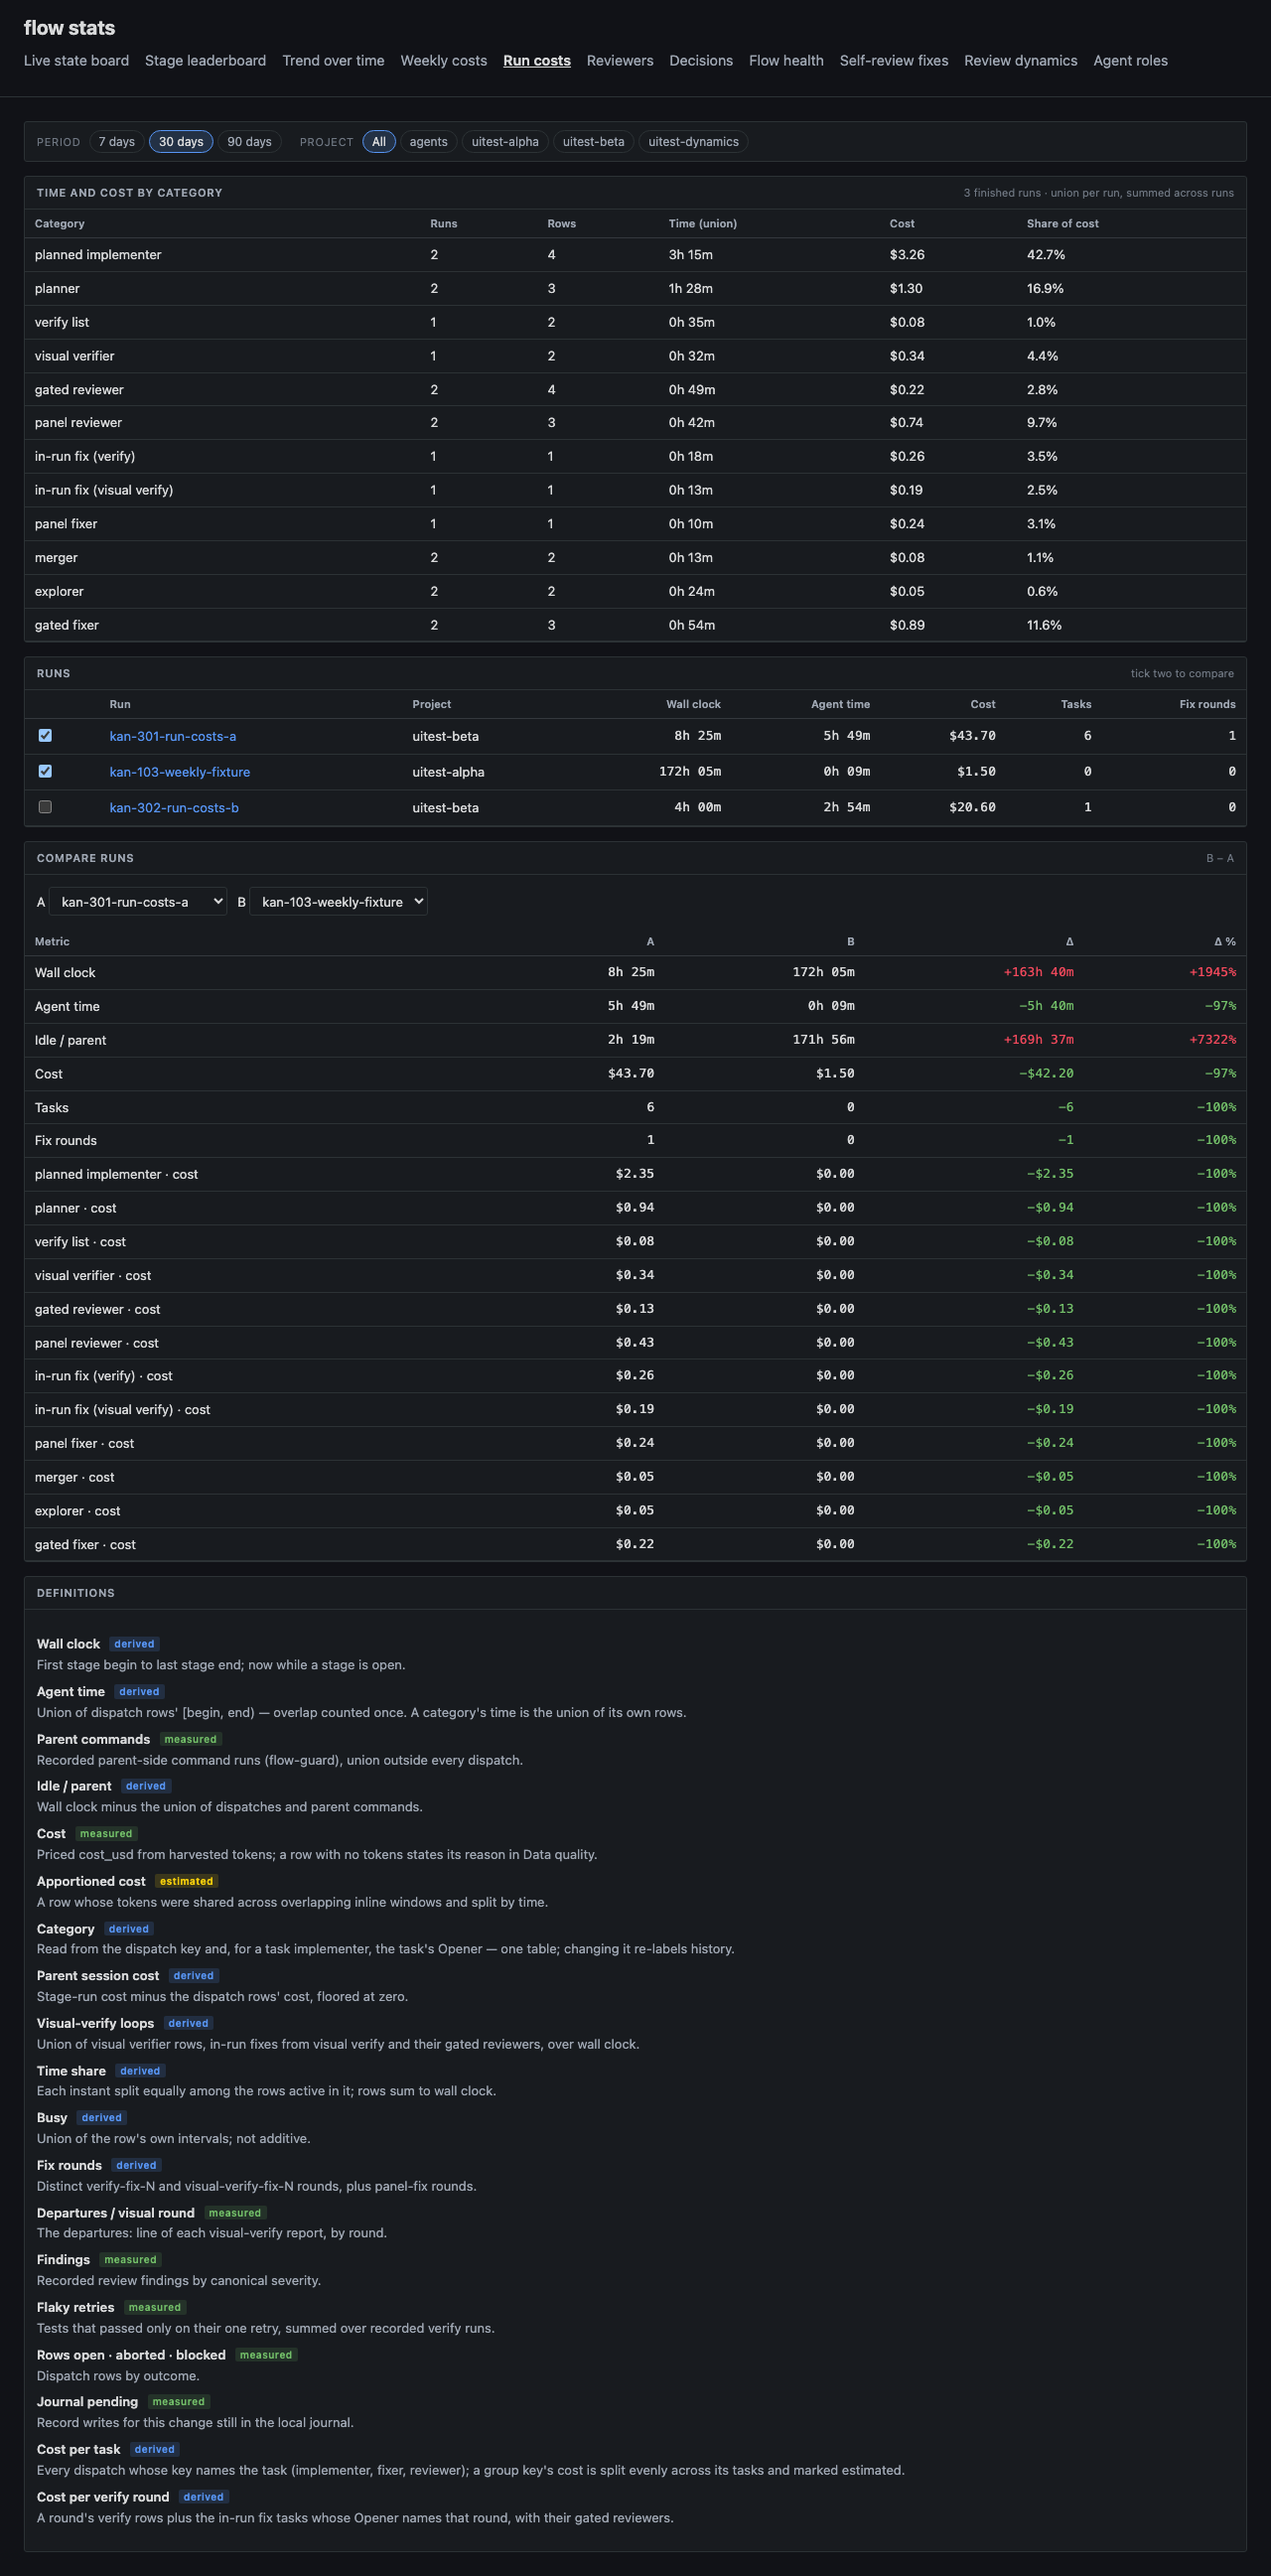 flow stats
Live state board Stage leaderboard Trend over time Weekly costs Run costs Reviewers Decisions Flow health Self-review fixes Review dynamics Agent roles
PERIOD 7 days 30 days 90 days PROJECT All agents uitest-alpha uitest-beta uitest-dynamics
TIME AND COST BY CATEGORY 3 finished runs · union per run, summed across runs
Category Runs Rows Time (union) Cost Share of cost
planned implementer 2 4 3h 15m $3.26 42.7%
planner 2 3 1h 28m $1.30 16.9%
verify list 1 2 0h 35m $0.08 1.0%
visual verifier 1 2 0h 32m $0.34 4.4%
gated reviewer 2 4 0h 49m $0.22 2.8%
panel reviewer 2 3 0h 42m $0.74 9.7%
in-run fix (verify) 1 1 0h 18m $0.26 3.5%
in-run fix (visual verify) 1 1 0h 13m $0.19 2.5%
panel fixer 1 1 0h 10m $0.24 3.1%
merger 2 2 0h 13m $0.08 1.1%
explorer 2 2 0h 24m $0.05 0.6%
gated fixer 2 3 0h 54m $0.89 11.6%
RUNS tick two to compare
Run Project Wall clock Agent time Cost Tasks Fix rounds
kan-301-run-costs-a uitest-beta 8h 25m 5h 49m $43.70 6 1
kan-103-weekly-fixture uitest-alpha 172h 05m 0h 09m $1.50 0 0
kan-302-run-costs-b uitest-beta 4h 00m 2h 54m $20.60 1 0
COMPARE RUNS B − A
A kan-301-run-costs-a B kan-103-weekly-fixture
Metric A B Δ Δ %
Wall clock 8h 25m 172h 05m +163h 40m +1945%
Agent time 5h 49m 0h 09m −5h 40m −97%
Idle / parent 2h 19m 171h 56m +169h 37m +7322%
Cost $43.70 $1.50 −$42.20 −97%
Tasks 6 0 −6 −100%
Fix rounds 1 0 −1 −100%
planned implementer · cost $2.35 $0.00 −$2.35 −100%
planner · cost $0.94 $0.00 −$0.94 −100%
verify list · cost $0.08 $0.00 −$0.08 −100%
visual verifier · cost $0.34 $0.00 −$0.34 −100%
gated reviewer · cost $0.13 $0.00 −$0.13 −100%
panel reviewer · cost $0.43 $0.00 −$0.43 −100%
in-run fix (verify) · cost $0.26 $0.00 −$0.26 −100%
in-run fix (visual verify) · cost $0.19 $0.00 −$0.19 −100%
panel fixer · cost $0.24 $0.00 −$0.24 −100%
merger · cost $0.05 $0.00 −$0.05 −100%
explorer · cost $0.05 $0.00 −$0.05 −100%
gated fixer · cost $0.22 $0.00 −$0.22 −100%
DEFINITIONS
Wall clock derived
First stage begin to last stage end; now while a stage is open.
Agent time derived
Union of dispatch rows' [begin, end) — overlap counted once. A category's time is the union of its own rows.
Parent commands measured
Recorded parent-side command runs (flow-guard), union outside every dispatch.
Idle / parent derived
Wall clock minus the union of dispatches and parent commands.
Cost measured
Priced cost_usd from harvested tokens; a row with no tokens states its reason in Data quality.
Apportioned cost estimated
A row whose tokens were shared across overlapping inline windows and split by time.
Category derived
Read from the dispatch key and, for a task implementer, the task's Opener — one table; changing it re-labels history.
Parent session cost derived
Stage-run cost minus the dispatch rows' cost, floored at zero.
Visual-verify loops derived
Union of visual verifier rows, in-run fixes from visual verify and their gated reviewers, over wall clock.
Time share derived
Each instant split equally among the rows active in it; rows sum to wall clock.
Busy derived
Union of the row's own intervals; not additive.
Fix rounds derived
Distinct verify-fix-N and visual-verify-fix-N rounds, plus panel-fix rounds.
Departures / visual round measured
The departures: line of each visual-verify report, by round.
Findings measured
Recorded review findings by canonical severity.
Flaky retries measured
Tests that passed only on their one retry, summed over recorded verify runs.
Rows open · aborted · blocked measured
Dispatch rows by outcome.
Journal pending measured
Record writes for this change still in the local journal.
Cost per task derived
Every dispatch whose key names the task (implementer, fixer, reviewer); a group key's cost is split evenly across its tasks and marked estimated.
Cost per verify round derived
A round's verify rows plus the in-run fix tasks whose Opener names that round, with their gated reviewers.